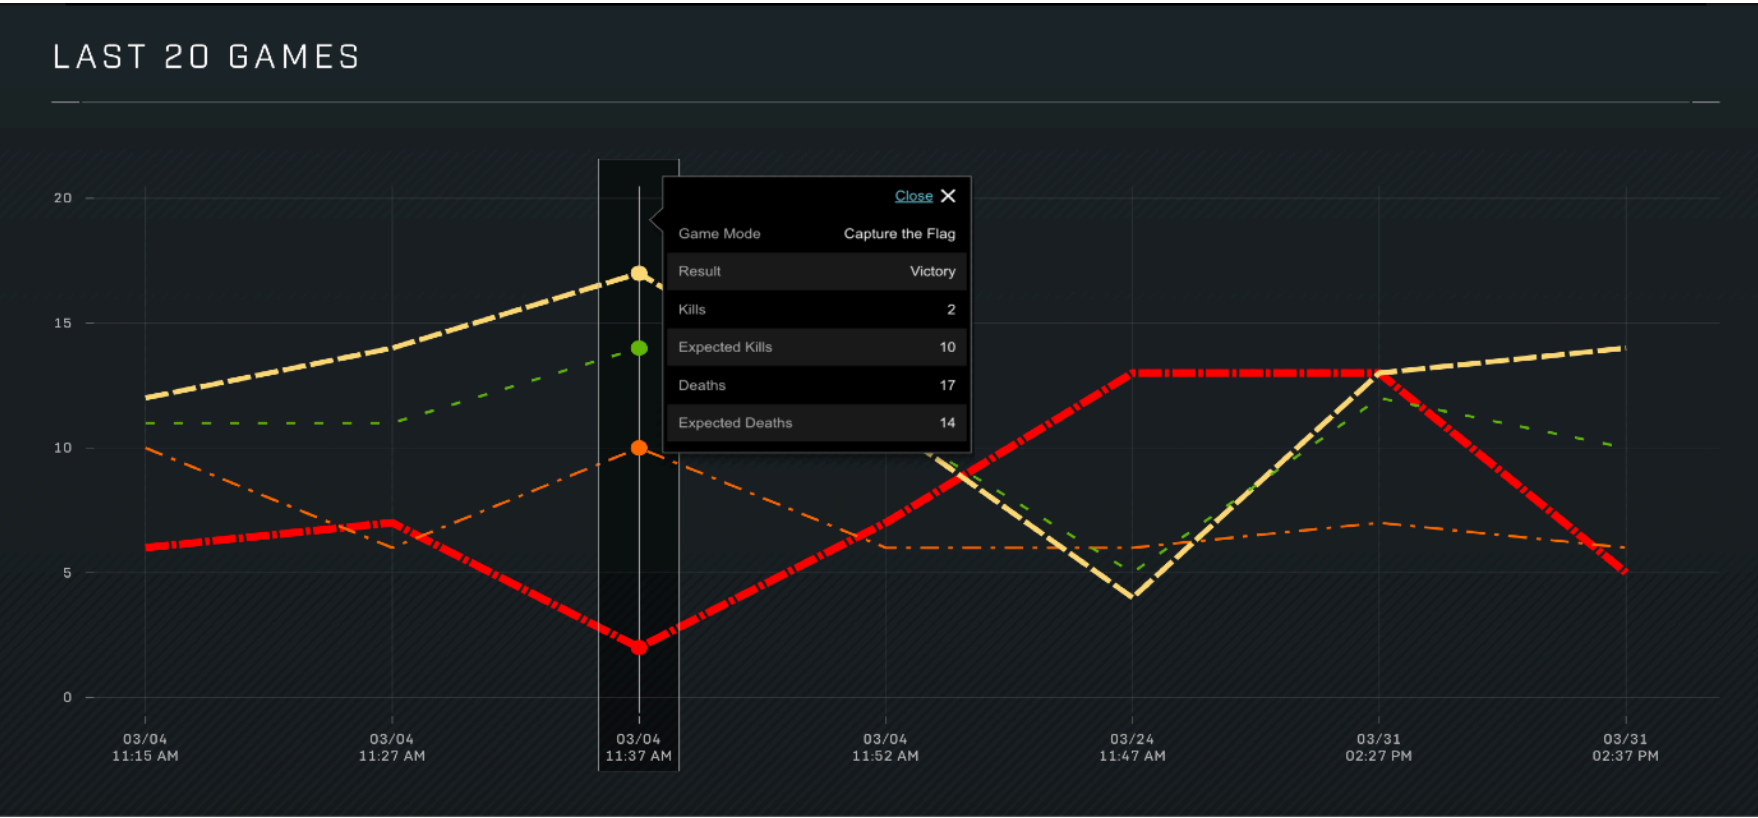 LAST 20 GAMES
Close
Game Mode Capture the Flag
Result Victory
Kills 2
Expected Kills 10
Deaths 17
Expected Deaths 14
20
15
10
5
0
03/04 03/04 03/04 03/04 03/24 03/31 03/31
11:15 AM 11:27 AM 11:37 AM 11:52 AM 11:47 AM 02:27 PM 02:37 PM